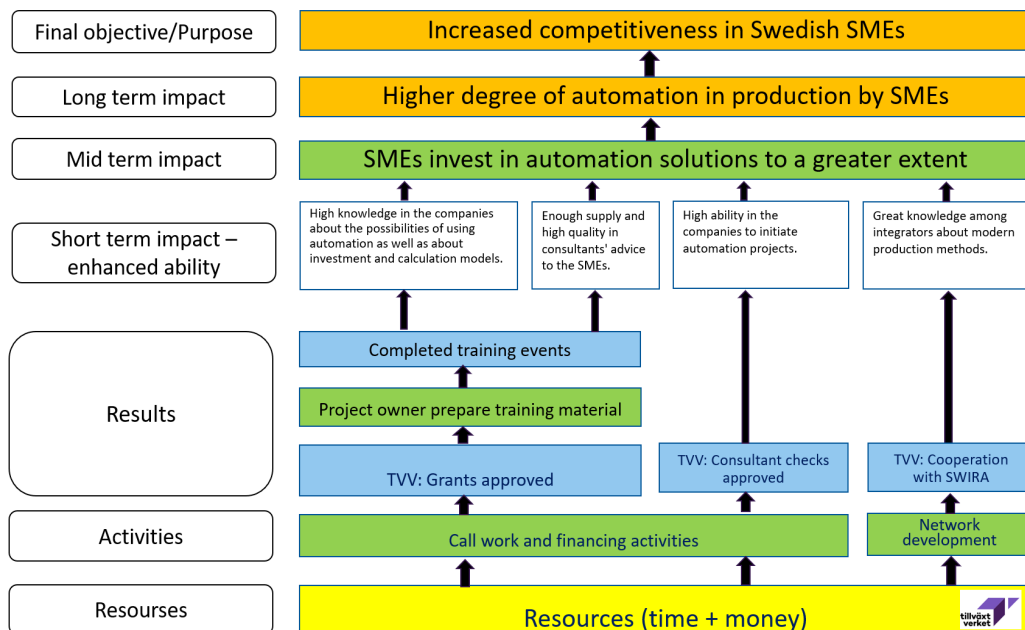 Final objective/Purpose
Increased competitiveness in Swedish SMEs
Long term impact
Higher degree of automation in production by SMEs
Mid term impact
SMEs invest in automation solutions to a greater extent
Short term impact –
enhanced ability
High knowledge in the companies
about the possibilities of using
automation as well as about
investment and calculation models.
Enough supply and
high quality in
consultants' advice
to the SMEs.
High ability in the
companies to initiate
automation projects.
Great knowledge among
integrators about modern
production methods.
Results
Completed training events
Project owner prepare training material
TVV: Grants approved
TVV: Consultant checks
approved
TVV: Cooperation
with SWIRA
Activities
Call work and financing activities
Network
development
Resourses
Resources (time + money)
tillväxt
verket